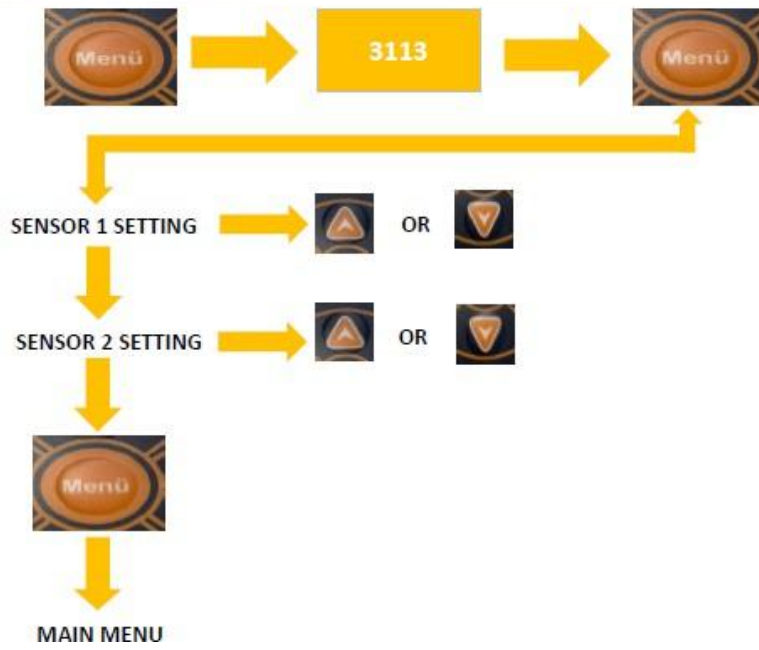 Menü
3113
Menü
SENSOR 1 SETTING
OR
SENSOR 2 SETTING
OR
Menü
MAIN MENU